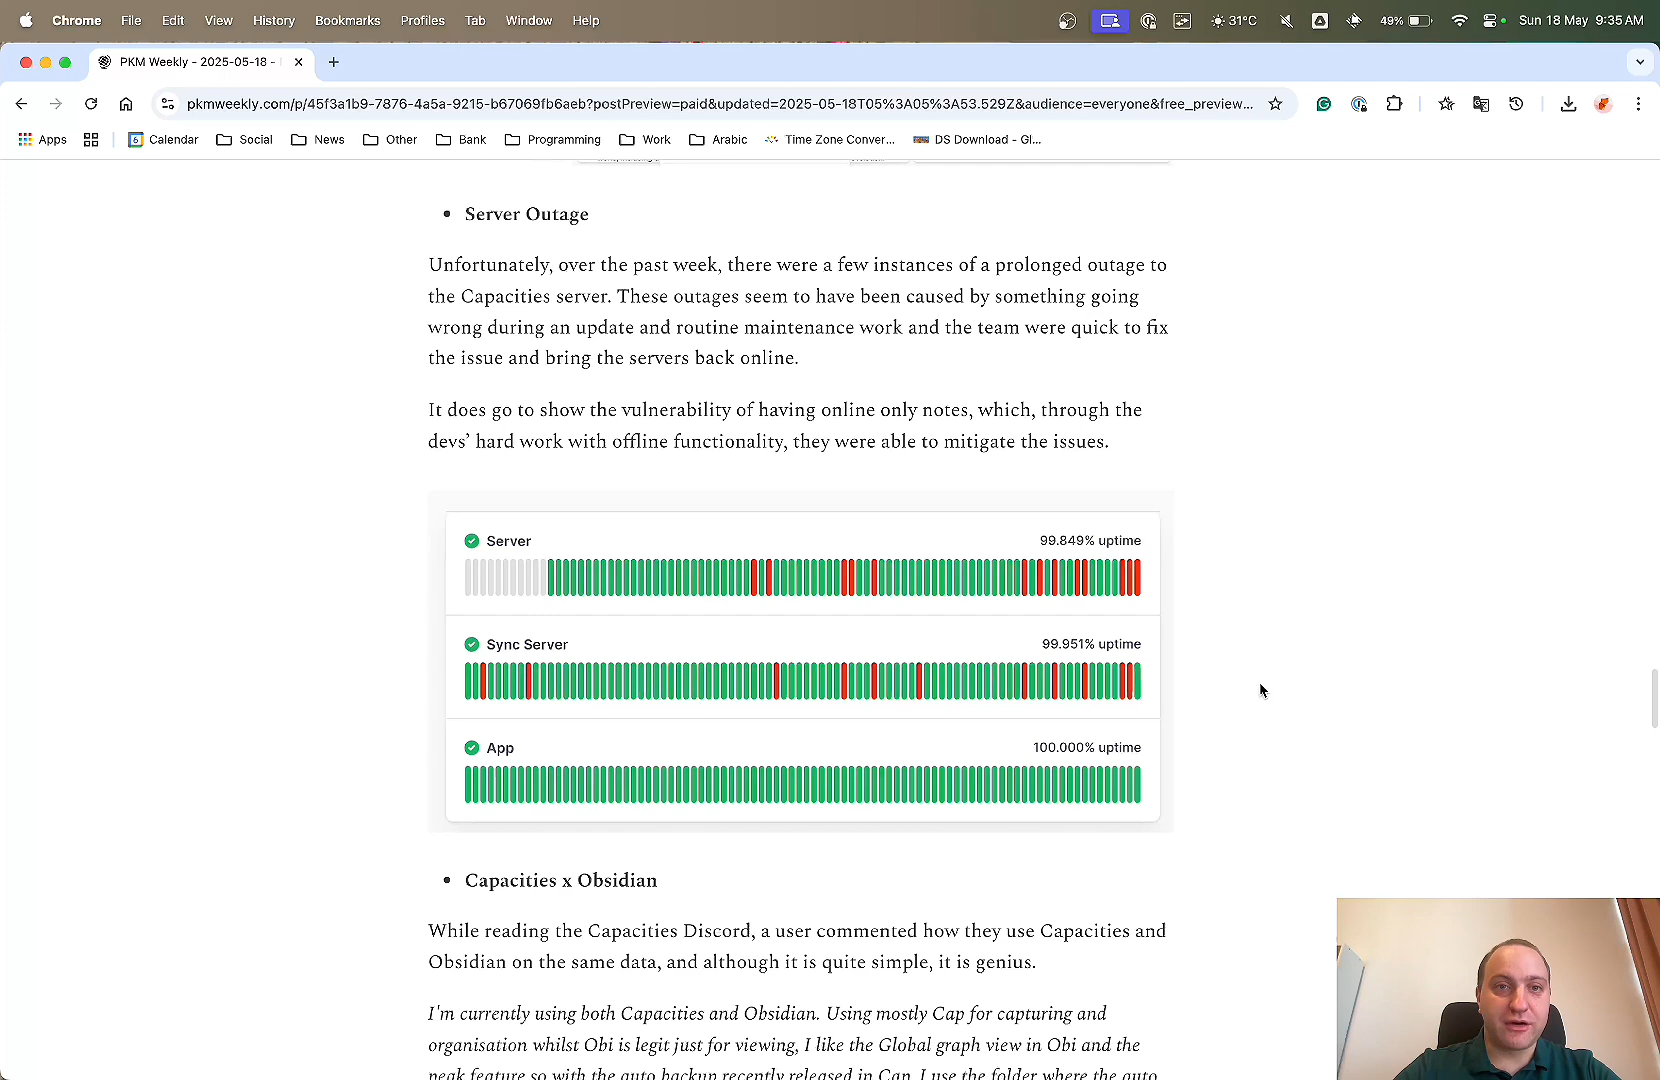 Chrome File Edit View History Bookmarks Profiles Tab Window Help 31°C 49% Sun 18 May 9:35 AM
PKM Weekly - 2025-05-18 -
pkmweekly.com/p/45f3a1b9-7876-4a5a-9215-b67069fb6aeb?postPreview=paid&updated=2025-05-18T05%3A05%3A53.529Z&audience=everyone&free_preview...
Apps Calendar Social News Other Bank Programming Work Arabic Time Zone Conver... DS Download - Gl...
Server Outage
Unfortunately, over the past week, there were a few instances of a prolonged outage to
the Capacities server. These outages seem to have been caused by something going
wrong during an update and routine maintenance work and the team were quick to fix
the issue and bring the servers back online.
It does go to show the vulnerability of having online only notes, which, through the
devs’ hard work with offline functionality, they were able to mitigate the issues.
Server 99.849% uptime
Sync Server 99.951% uptime
App 100.000% uptime
Capacities x Obsidian
While reading the Capacities Discord, a user commented how they use Capacities and
Obsidian on the same data, and although it is quite simple, it is genius.
I'm currently using both Capacities and Obsidian. Using mostly Cap for capturing and
organisation whilst Obi is legit just for viewing, I like the Global graph view in Obi and the
peak feature so with the auto backup recently released in Cap, I use the folder where the auto